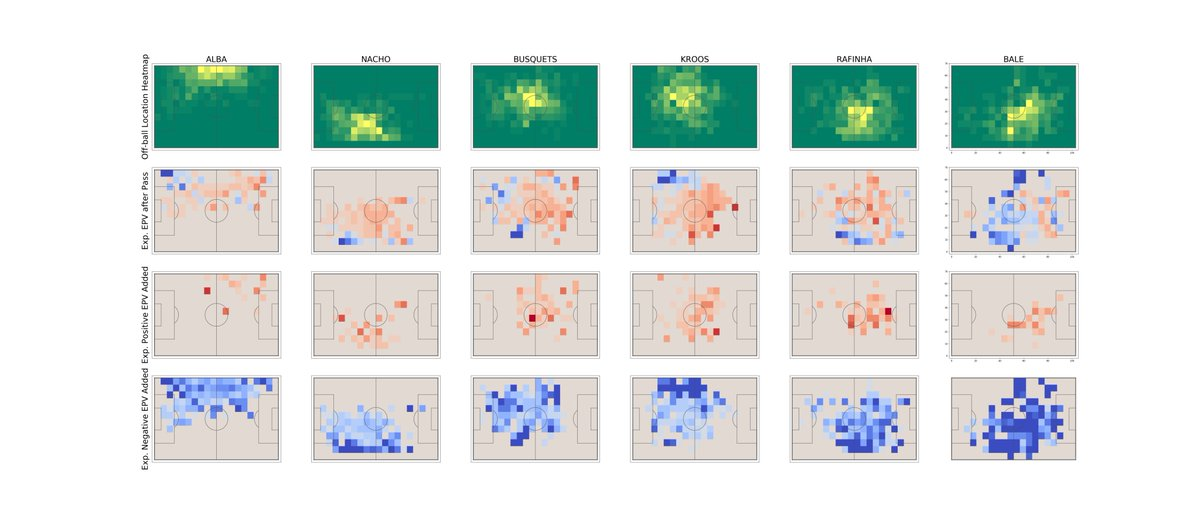 ALBA
NACHO
BUSQUETS
KROOS
RAFINHA
BALE
Off-ball Location Heatmap
Exp. EPV after Pass
Exp. Positive EPV Added
Exp. Negative EPV Added